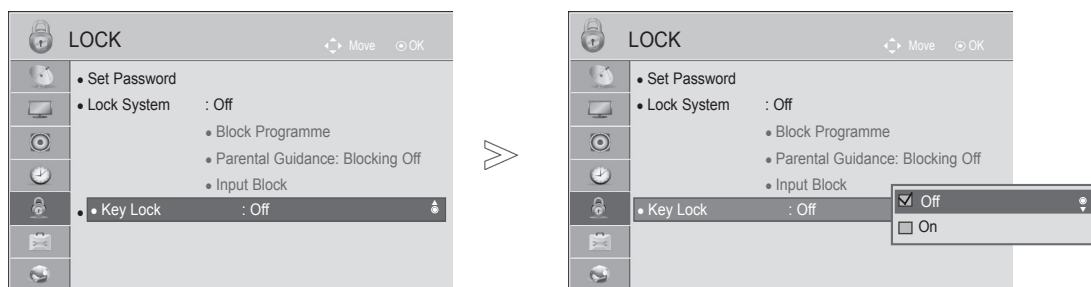 LOCK
Move
OK
• Set Password
• Lock System : Off
• Block Programme
• Parental Guidance: Blocking Off
• Input Block
• • Key Lock : Off
LOCK
Move
OK
• Set Password
• Lock System : Off
• Block Programme
• Parental Guidance: Blocking Off
• Input Block
• Key Lock : Off
Off
On